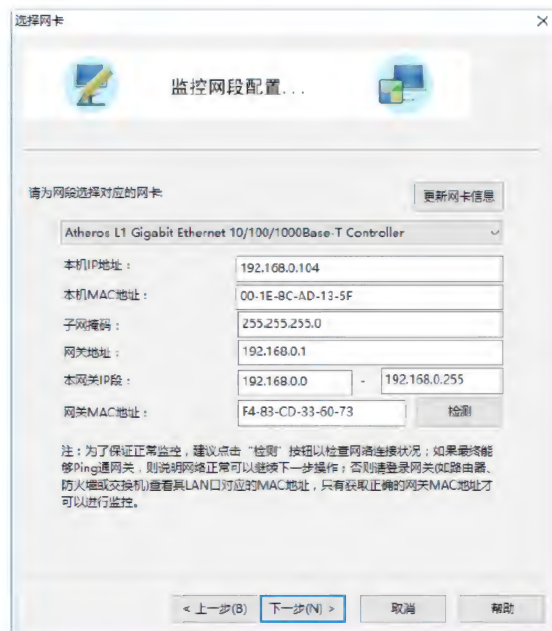 选择网卡
监控网段配置...
请为网段选择对应的网卡:
更新网卡信息
Atheros L1 Gigabit Ethernet 10/100/1000Base-T Controller
本机IP地址: 192.168.0.104
本机MAC地址: 00-1E-8C-AD-13-5F
子网掩码: 255.255.255.0
网关地址: 192.168.0.1
本网关IP段: 192.168.0.0 - 192.168.0.255
网关MAC地址: F4-83-CD-33-60-73 检测
注:为了保证正常监控,建议点击“检测”按钮以检查网络连接状况;如果最终能
够Ping通网关,则说明网络正常可以继续下一步操作;否则请登录网关(如路由器、
防火墙或交换机)查看其LAN口对应的MAC地址,只有获取正确的网关MAC地址才
可以进行监控。
< 上一步(B) 下一步(N) > 取消 帮助